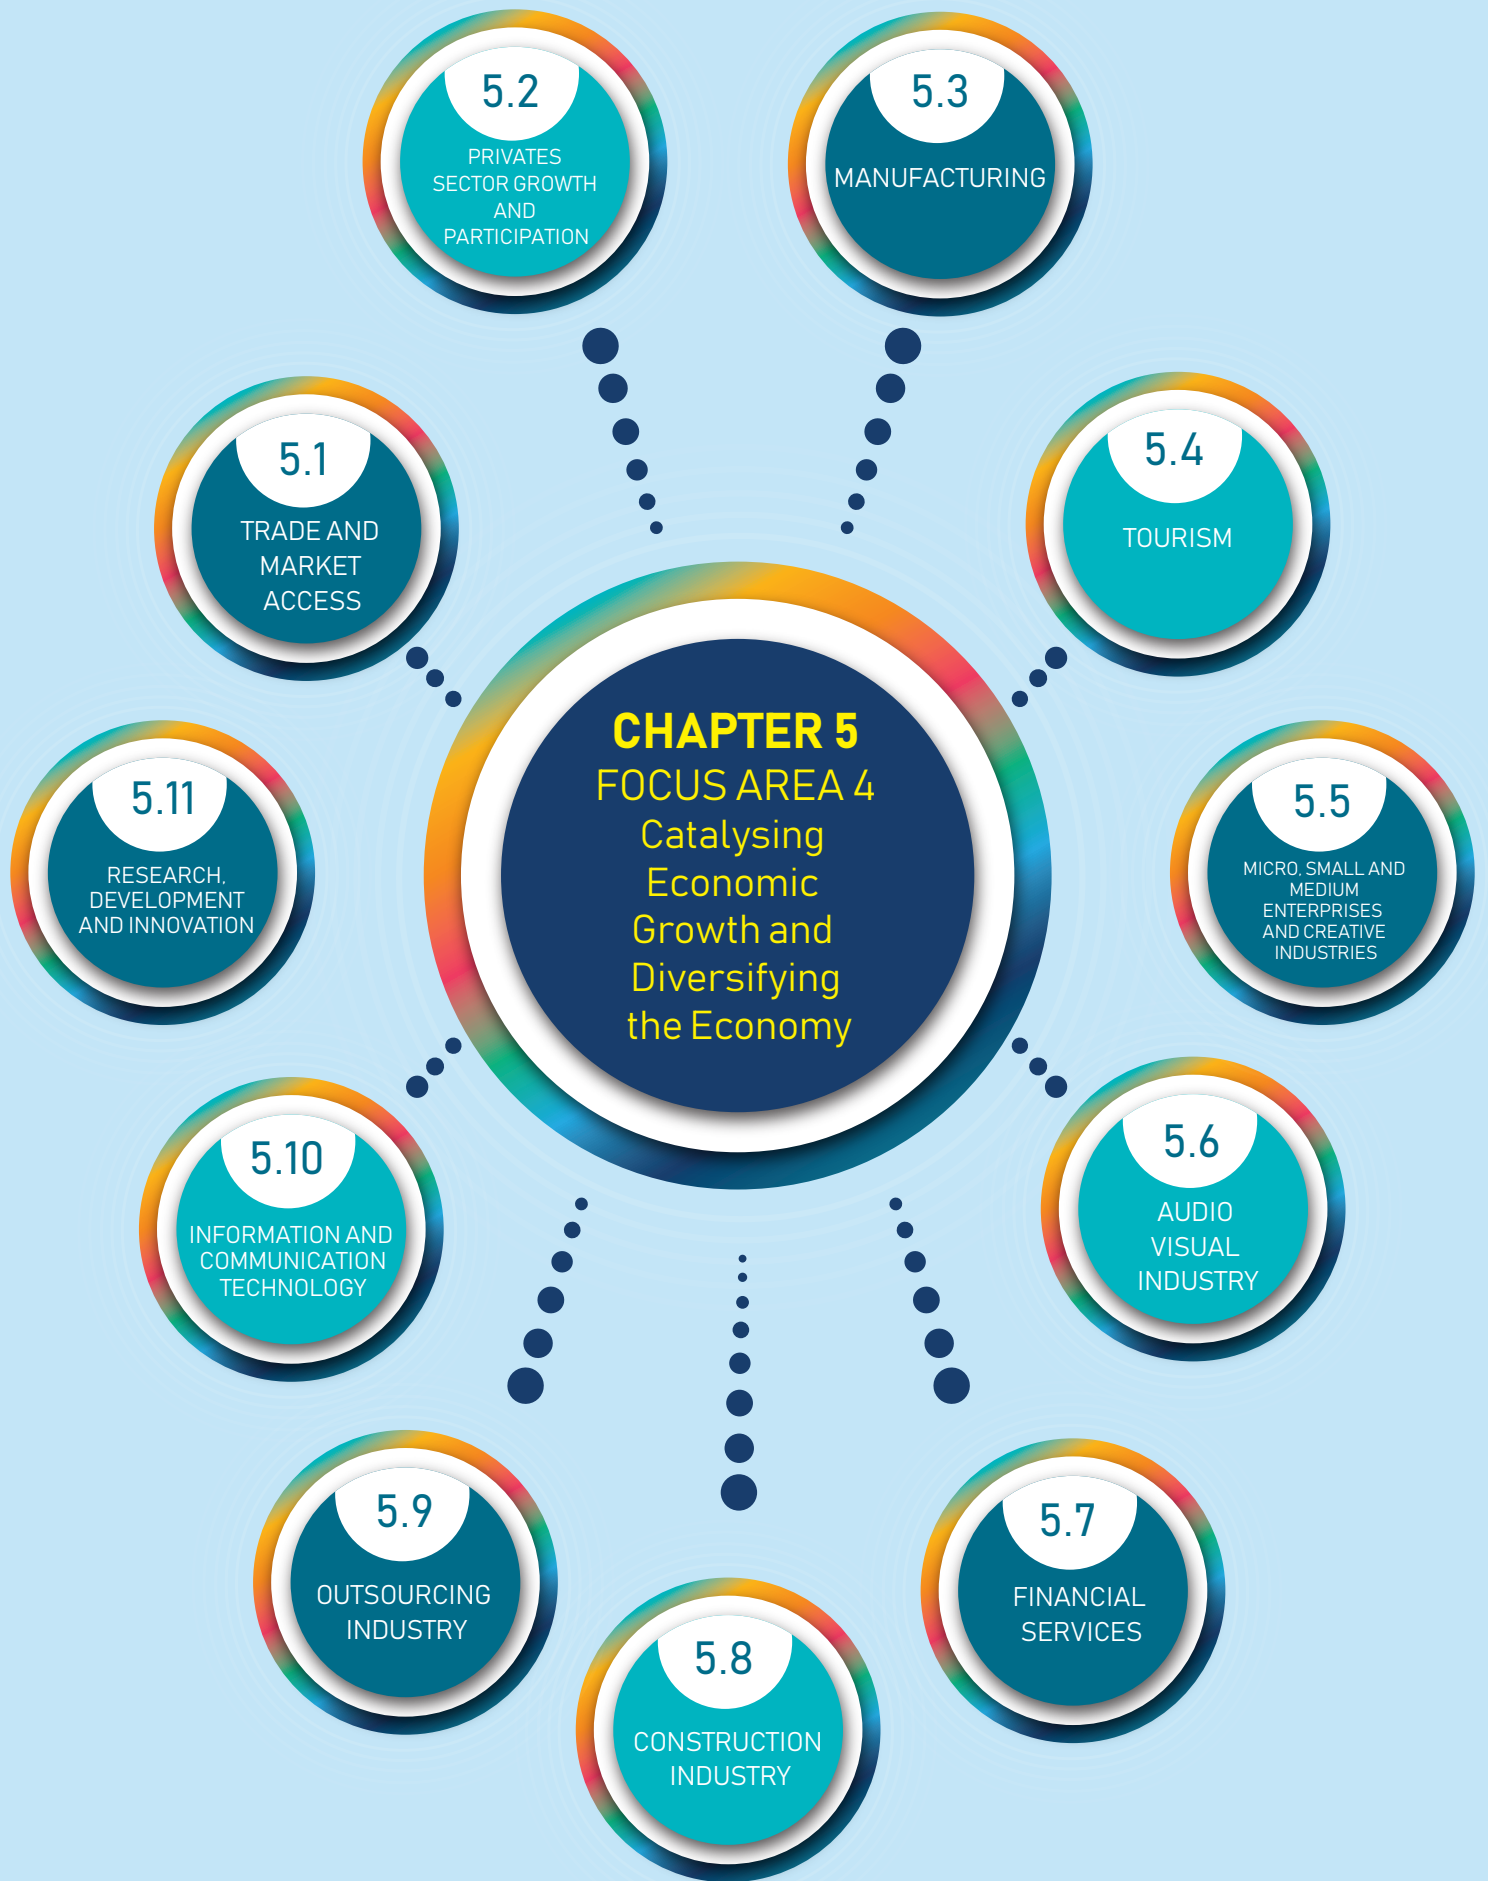 5.2
PRIVATES
SECTOR GROWTH
AND
PARTICIPATION
5.3
MANUFACTURING
5.1
TRADE AND
MARKET
ACCESS
5.4
TOURISM
CHAPTER 5
FOCUS AREA 4
Catalysing
Economic
Growth and
Diversifying
the Economy
5.11
RESEARCH,
DEVELOPMENT
AND INNOVATION
5.5
MICRO, SMALL AND
MEDIUM
ENTERPRISES
AND CREATIVE
INDUSTRIES
5.10
INFORMATION AND
COMMUNICATION
TECHNOLOGY
5.6
AUDIO
VISUAL
INDUSTRY
5.9
OUTSOURCING
INDUSTRY
5.7
FINANCIAL
SERVICES
5.8
CONSTRUCTION
INDUSTRY